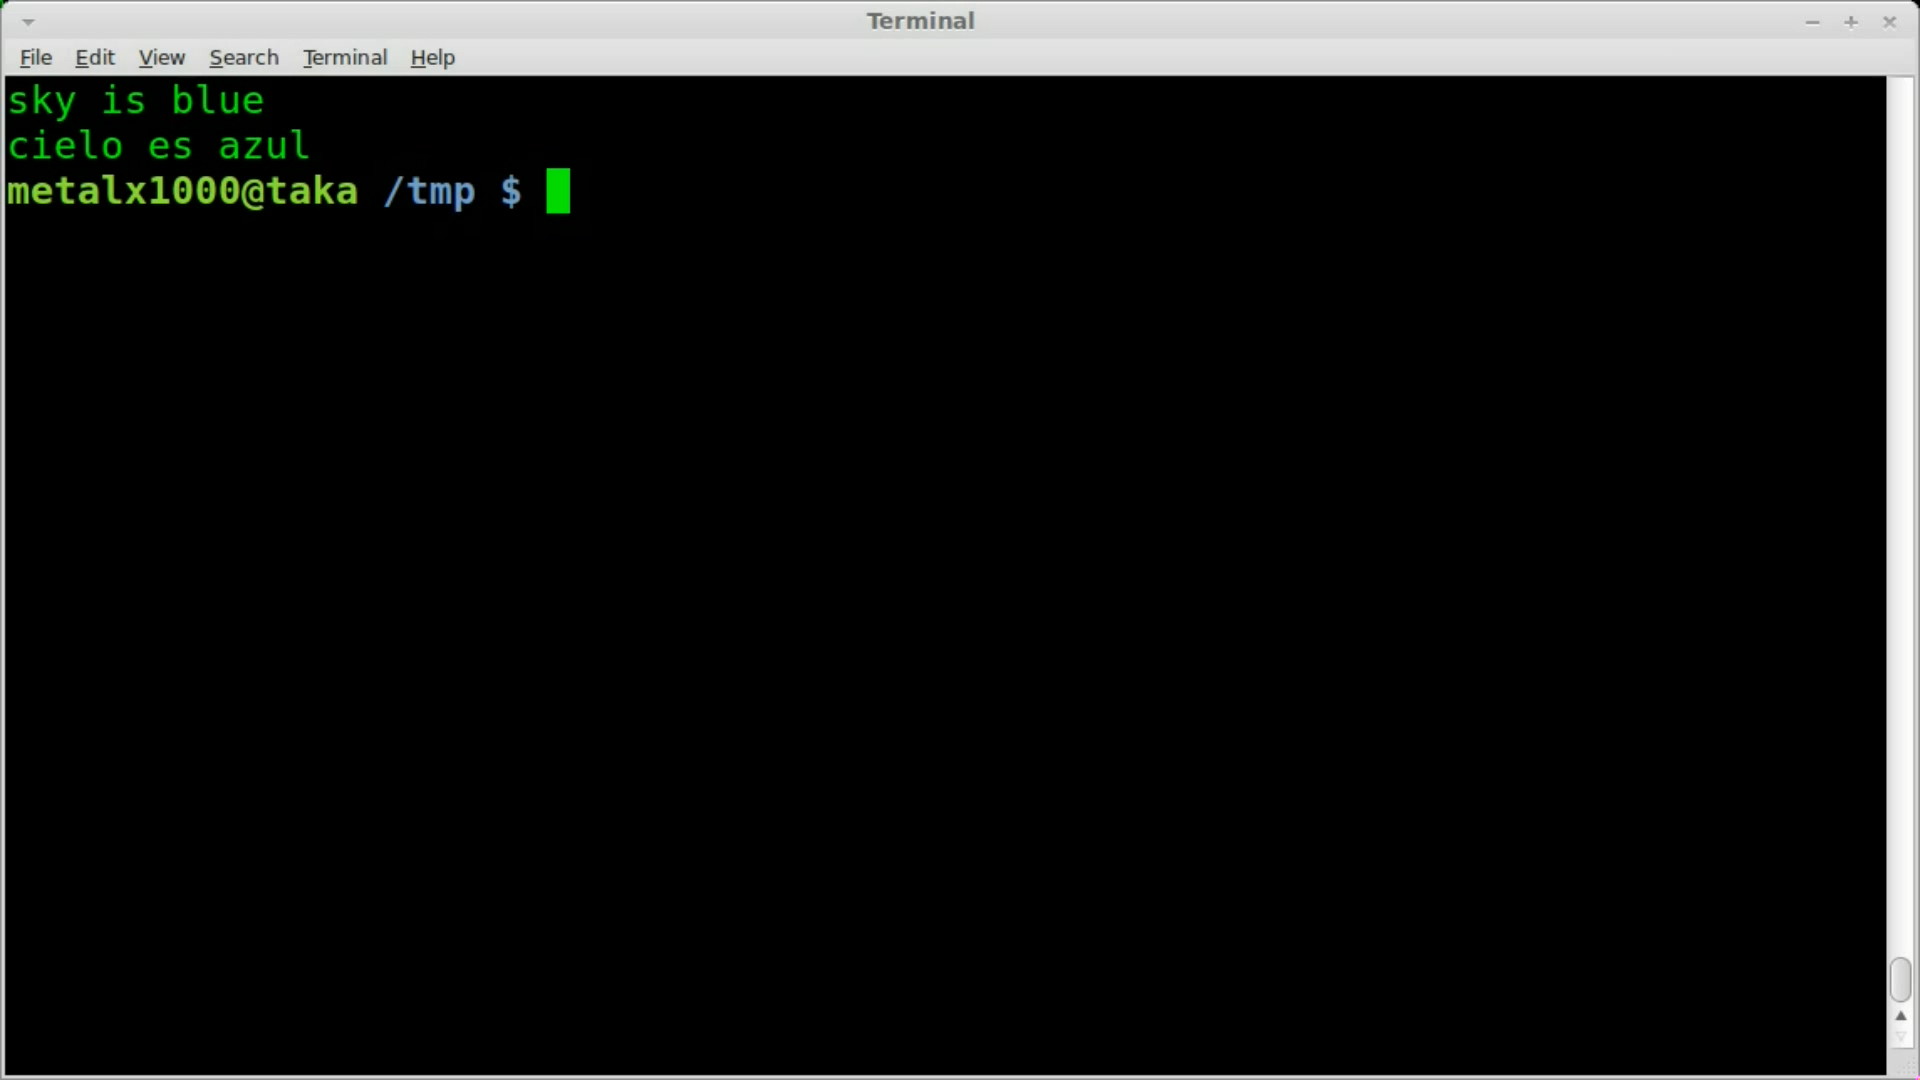 Terminal
File Edit View Search Terminal Help
sky is blue
cielo es azul
metalx1000@taka /tmp $